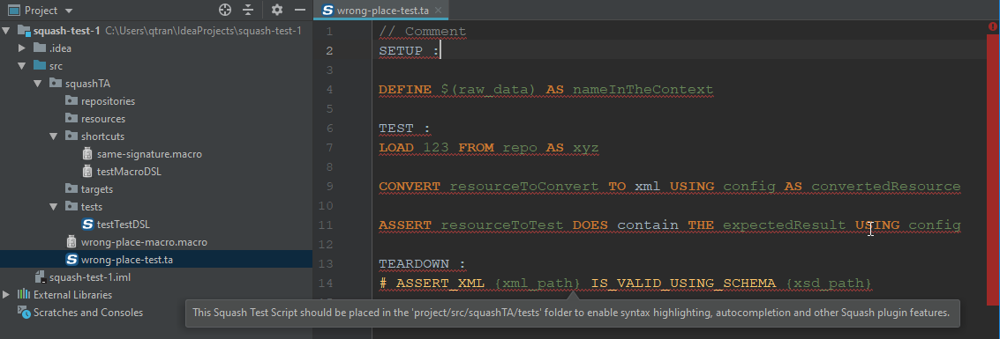 Project
squash-test-1 C:\Users\qtran\IdeaProjects\squash-test-1
.idea
src
squashTA
repositories
resources
shortcuts
same-signature.macro
testMacroDSL
targets
tests
testTestDSL
wrong-place-macro.macro
wrong-place-test.ta
squash-test-1.iml
External Libraries
Scratches and Consoles
wrong-place-test.ta
1 // Comment
2 SETUP :
3
4 DEFINE $(raw_data) AS nameInTheContext
5
6 TEST :
7 LOAD 123 FROM repo AS xyz
8
9 CONVERT resourceToConvert TO xml USING config AS convertedResource
10
11 ASSERT resourceToTest DOES contain THE expectedResult USING config
12
13 TEARDOWN :
14 # ASSERT_XML {xml_path} IS_VALID_USING_SCHEMA {xsd_path}
This Squash Test Script should be placed in the 'project/src/squashTA/tests' folder to enable syntax highlighting, autocompletion and other Squash plugin features.